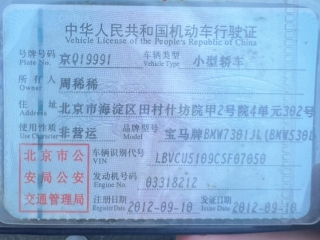 中华人民共和国机动车行驶证
Vehicle License of the People's Republic of China
号牌号码 京Q19991 车辆类型 小型轿车
Plate No. Vehicle Type
所有人 周稀稀
Owner
住址 北京市海淀区田村什坊院甲2号院4单元302号
Address
使用性质 非营运 品牌型号 宝马牌BMW7301JL(BMW530L
Use Character Model
北京市公安局公安交通管理局
车辆识别代号 LBVCU3109CSF07050
VIN
发动机号码 03318212
Engine No.
注册日期 2012-09-10 发证日期 2012-09-10
Register Date Issue Date